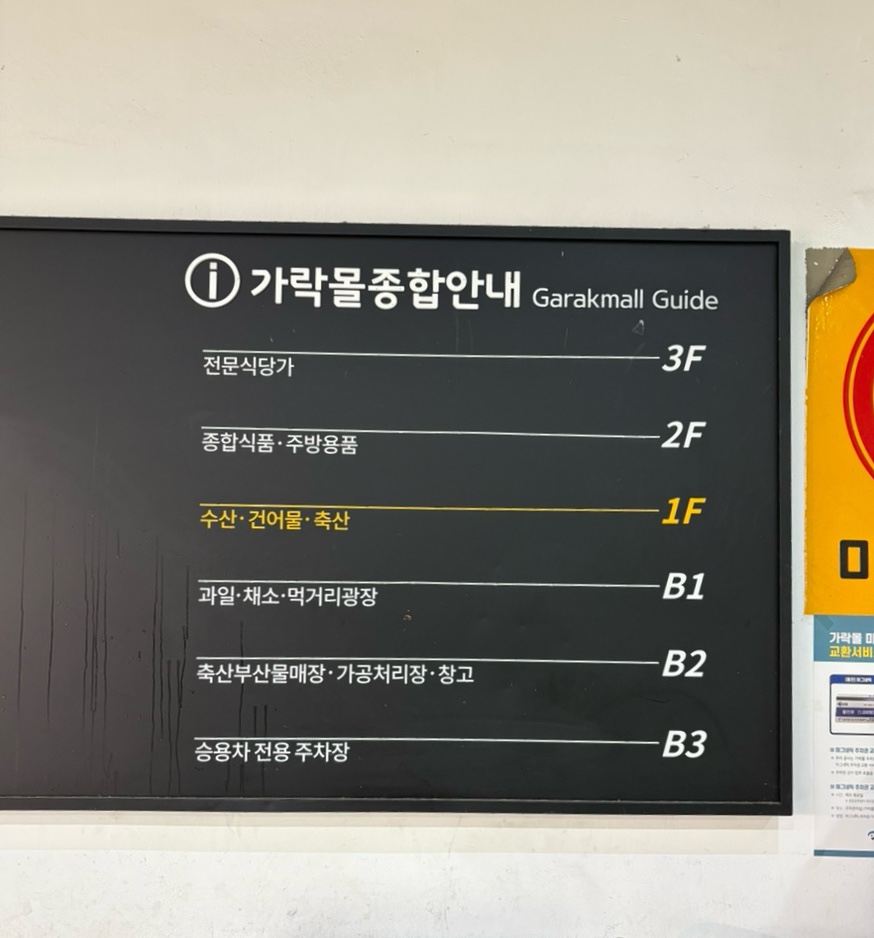 i 가락몰종합안내 Garakmall Guide
전문식당가 3F
종합식품·주방용품 2F
수산·건어물·축산 1F
과일·채소·먹거리광장 B1
축산부산물매장·가공처리장·창고 B2
승용차 전용 주차장 B3
가락몰
교환서비